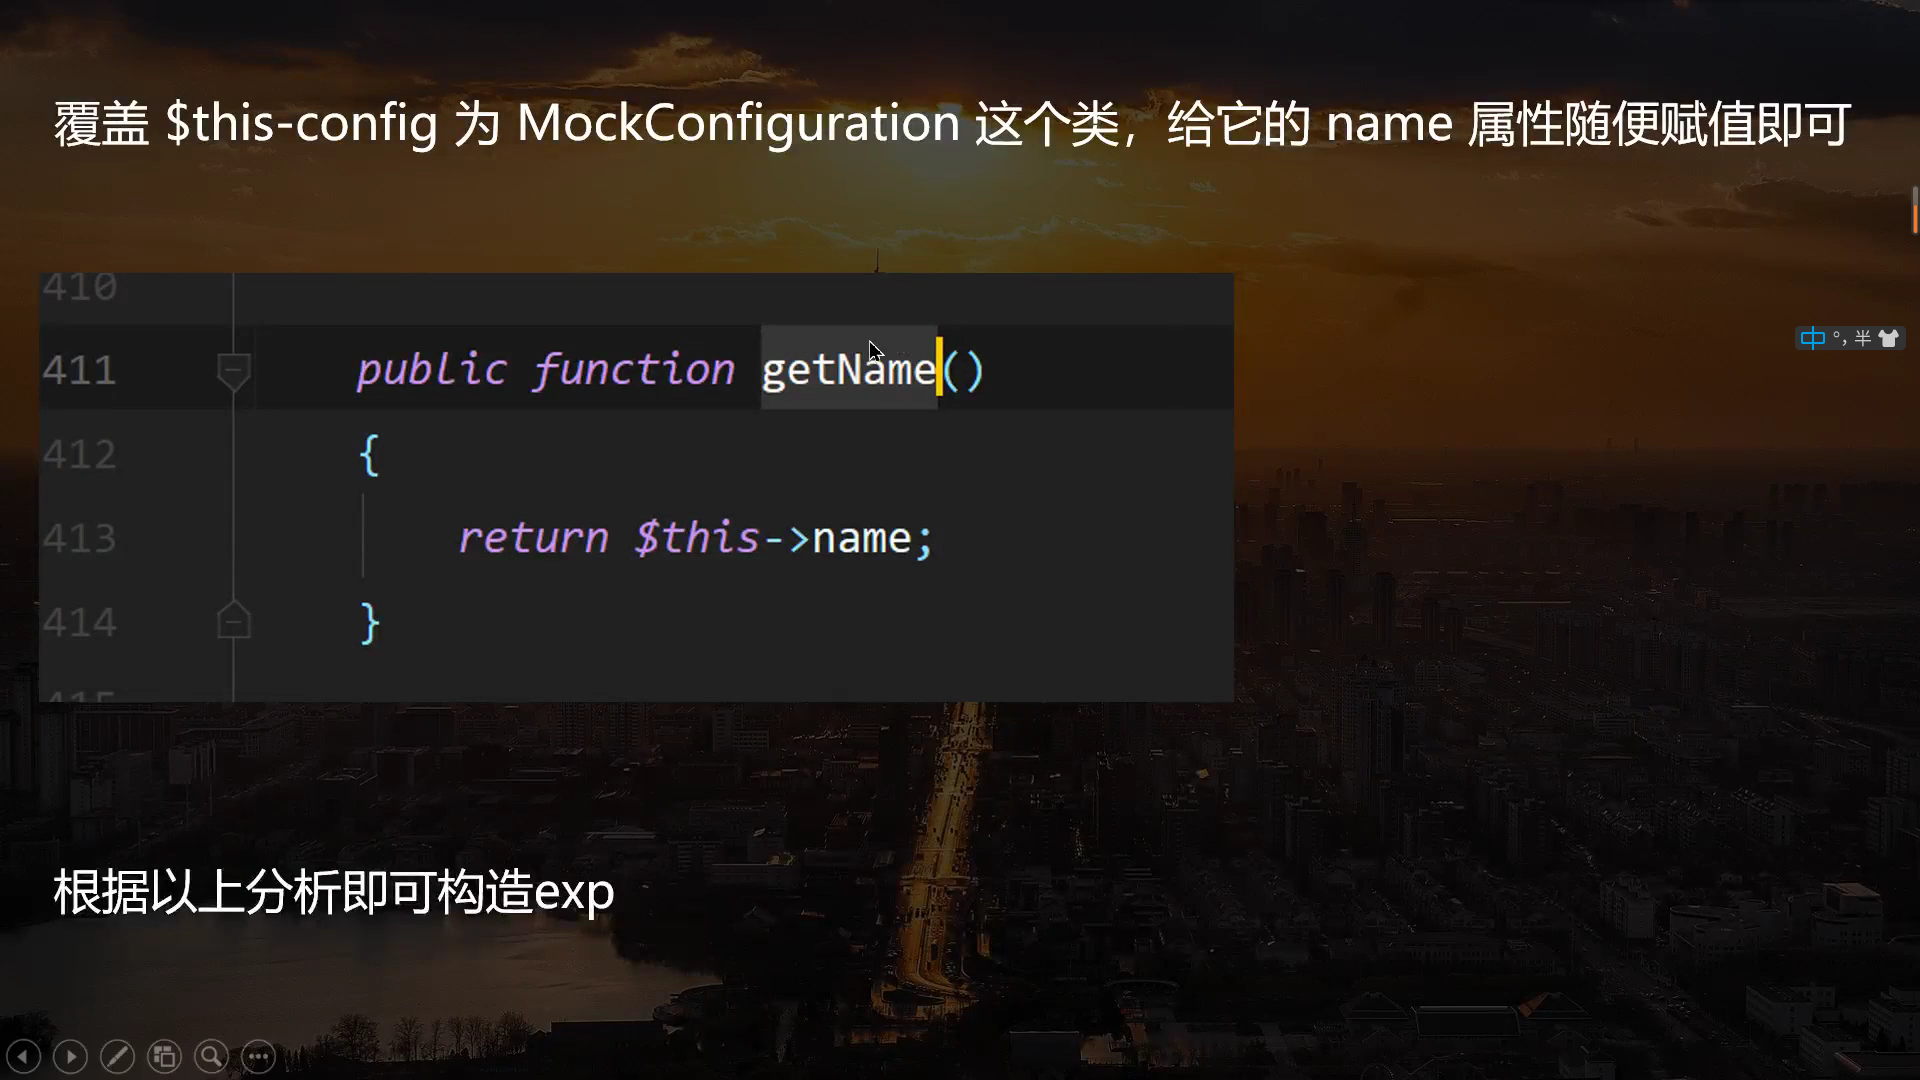 覆盖 $this-config 为 MockConfiguration 这个类，给它的 name 属性随便赋值即可
410
411 public function getName()
412 {
413 return $this->name;
414 }
415
中 °, 半
根据以上分析即可构造exp